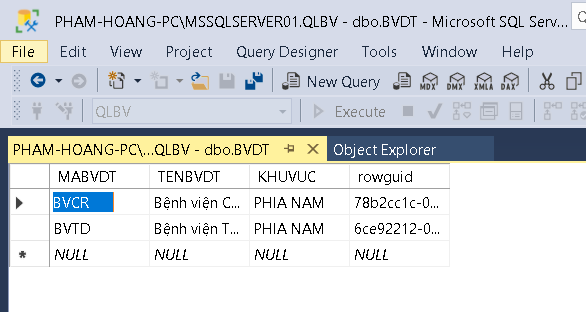 PHAM-HOANG-PC\MSSQLSERVER01.QLBV - dbo.BVDT - Microsoft SQL Serv...
File Edit View Project Query Designer Tools Window Help
New Query MDX DMX XMLA DAX
QLBV Execute
PHAM-HOANG-PC\...QLBV - dbo.BVDT Object Explorer
MABVDT TENBVDT KHUVUC rowguid
BVCR Bệnh viện C... PHIA NAM 78b2cc1c-0...
BVTD Bệnh viện T... PHIA NAM 6ce92212-0...
NULL NULL NULL NULL